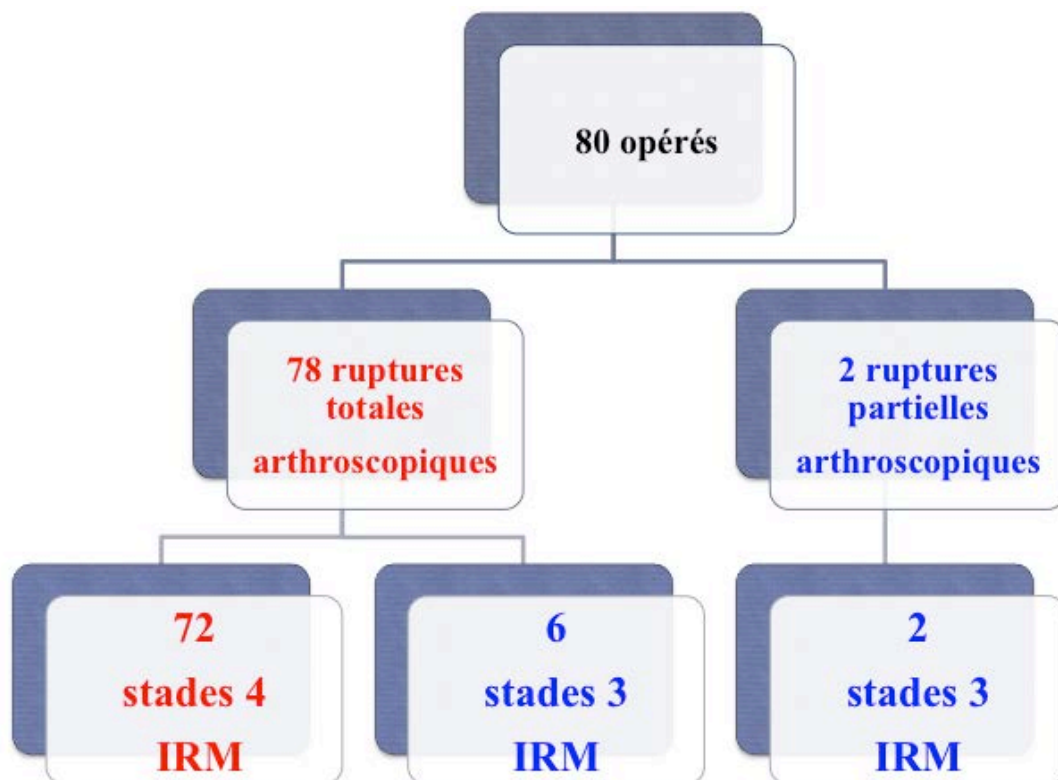 80 opérés
78 ruptures
totales
arthroscopiques
2 ruptures
partielles
arthroscopiques
72
stades 4
IRM
6
stades 3
IRM
2
stades 3
IRM